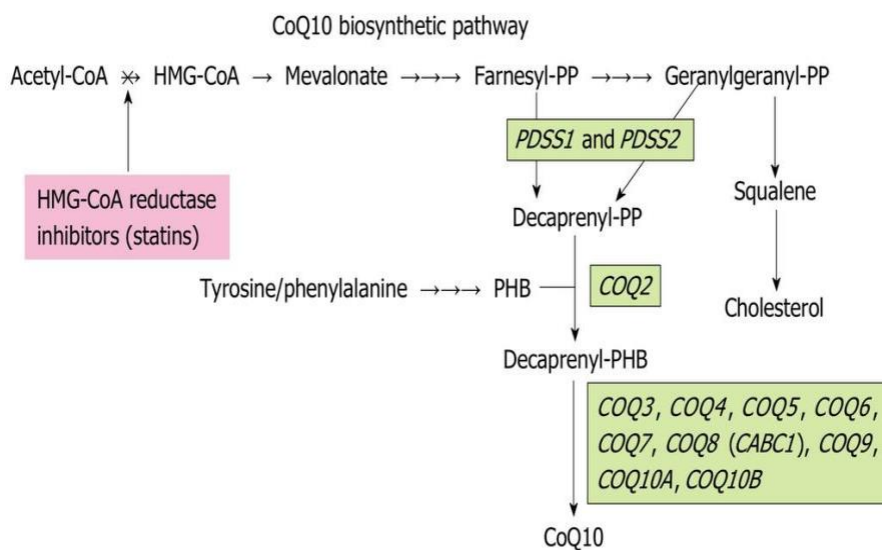 CoQ10 biosynthetic pathway
Acetyl-CoA → HMG-CoA → Mevalonate →→→ Farnesyl-PP →→→ Geranylgeranyl-PP
PDSS1 and PDSS2
HMG-CoA reductase
inhibitors (statins)
Squalene
Decaprenyl-PP
Tyrosine/phenylalanine →→→ PHB
COQ2
Cholesterol
Decaprenyl-PHB
COQ3, COQ4, COQ5, COQ6,
COQ7, COQ8 (CABC1), COQ9,
COQ10A, COQ10B
CoQ10